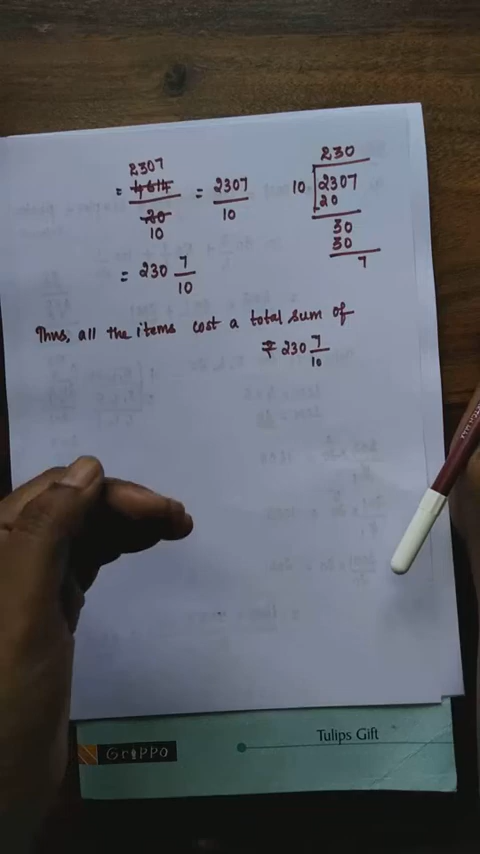 2307
= 4614 = 2307
20 10
10
= 230 7/10
230
10 2307
- 20
30
30
7
Thus, all the items cost a total sum of
₹ 230 7/10
GriPPO
Tulips Gift